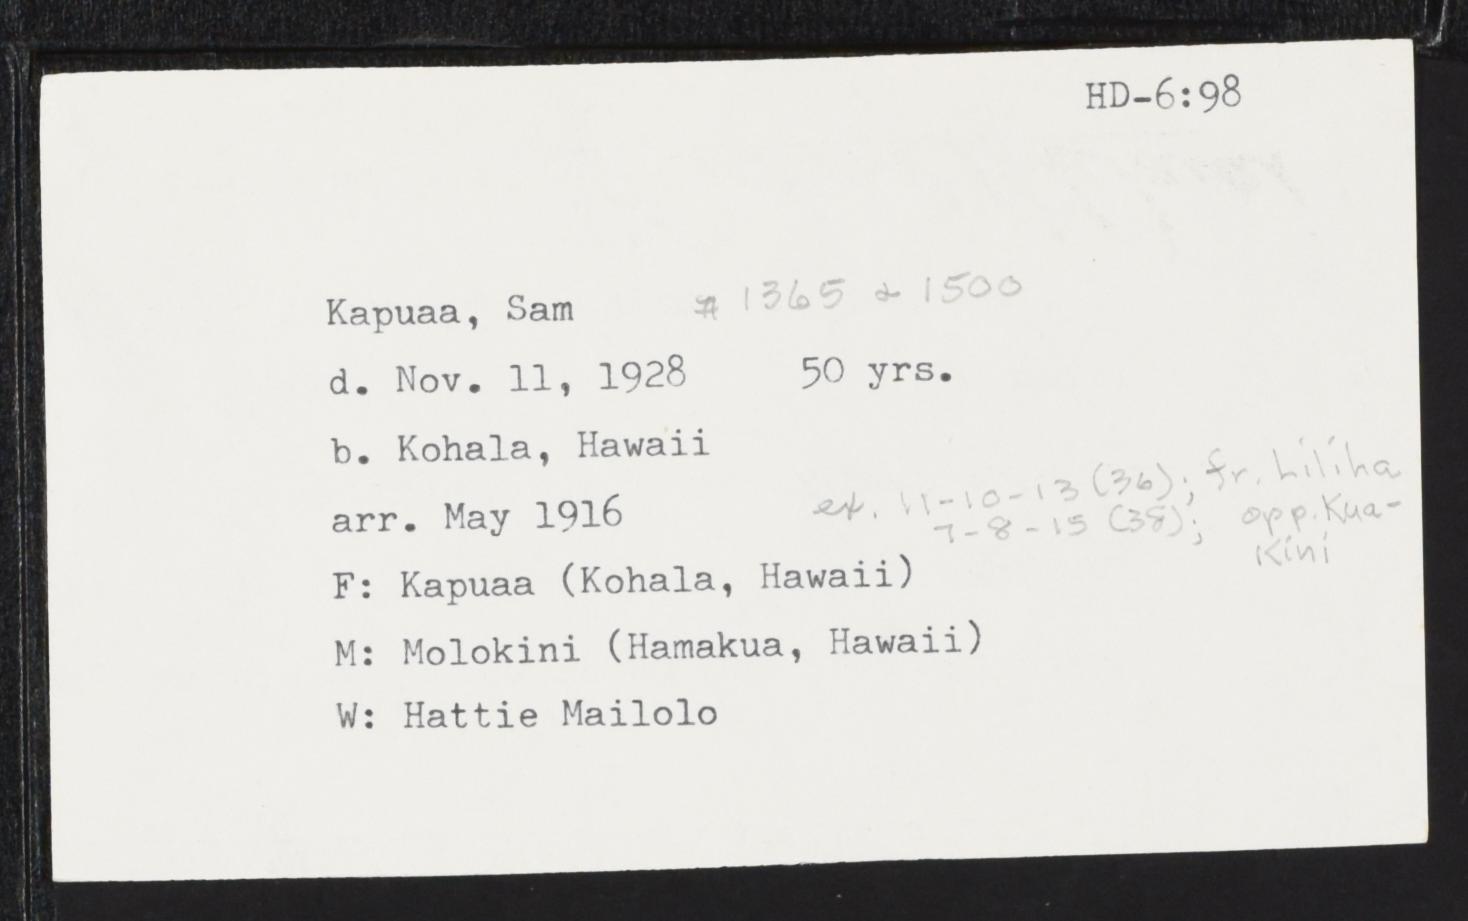 HD-6:98
Kapuaa, Sam # 1365 & 1500
d. Nov. 11, 1928 50 yrs.
b. Kohala, Hawaii
arr. May 1916
ex. 11-10-13 (36); fr. Liliha
7-8-15 (38); opp. Kua-
kini
F: Kapuaa (Kohala, Hawaii)
M: Molokini (Hamakua, Hawaii)
W: Hattie Mailolo